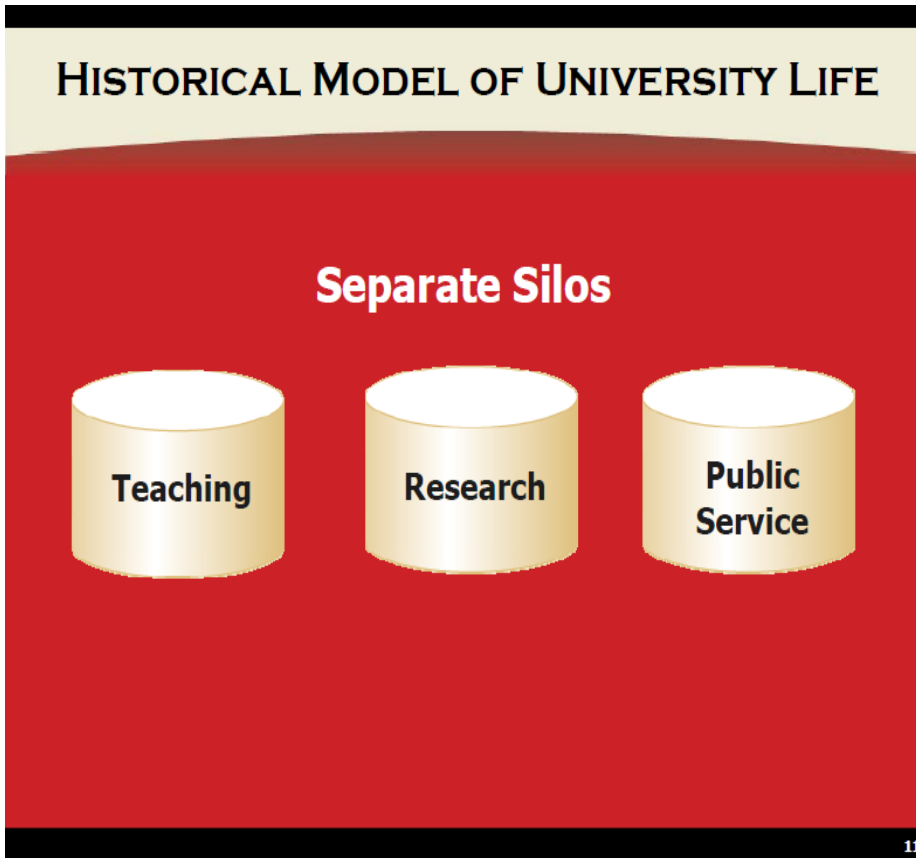 Historical Model of University Life
Separate Silos
Teaching
Research
Public
Service